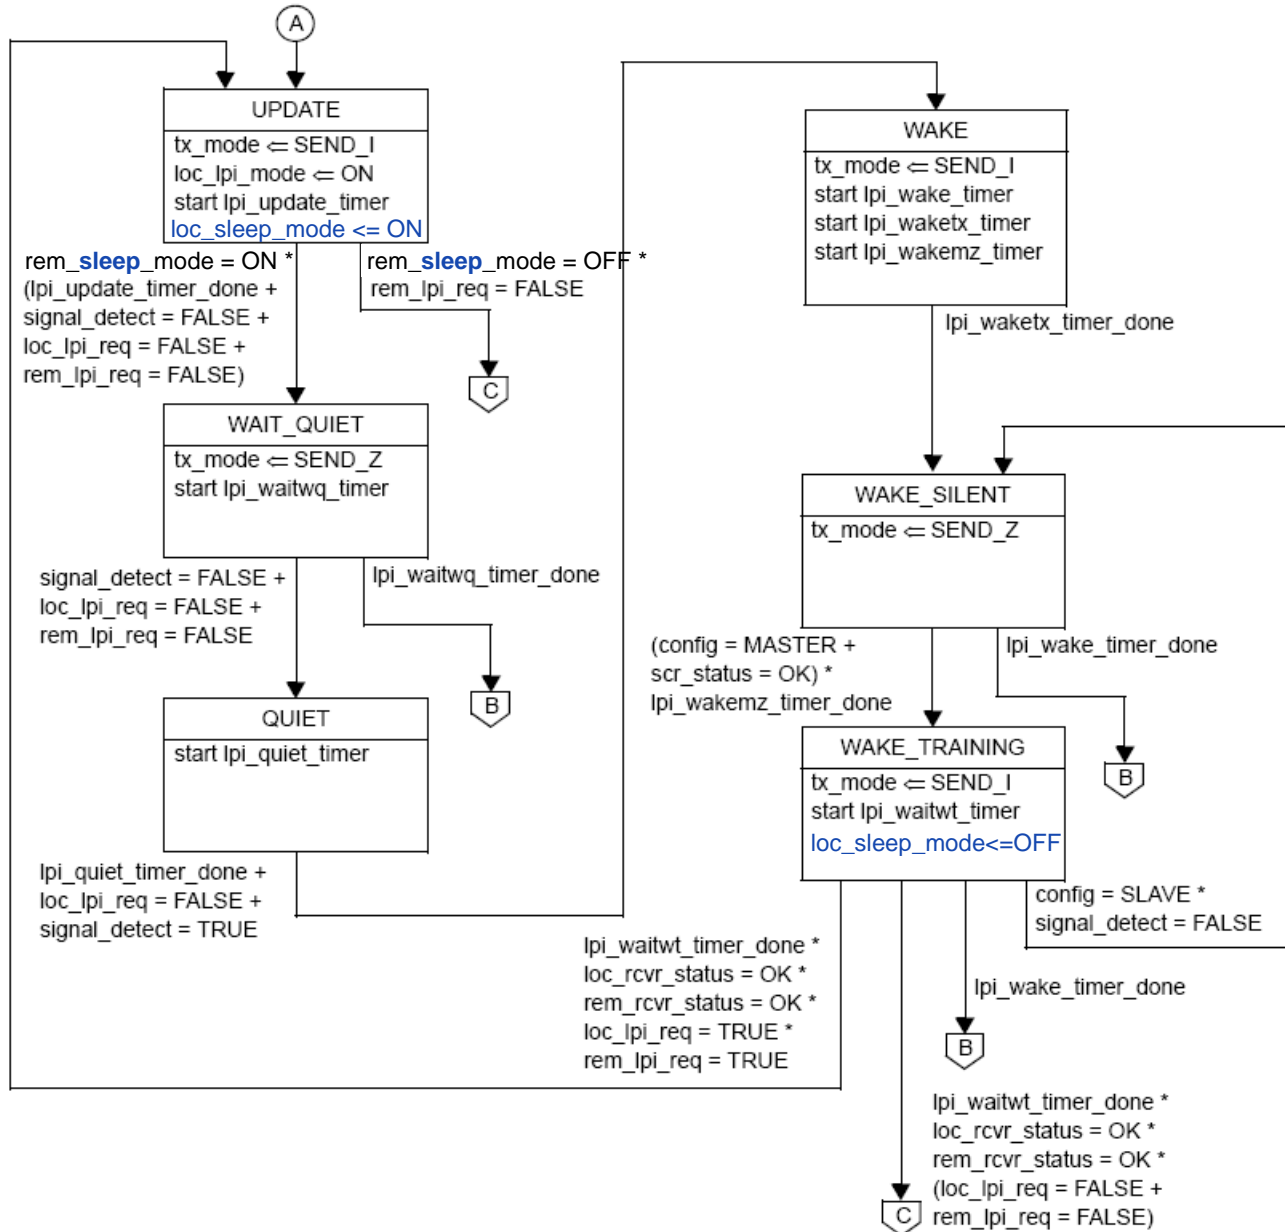 A
UPDATE
tx_mode ⇐ SEND_I
loc_lpi_mode ⇐ ON
start lpi_update_timer
loc_sleep_mode <= ON
rem_sleep_mode = ON *
(lpi_update_timer_done +
signal_detect = FALSE +
loc_lpi_req = FALSE +
rem_lpi_req = FALSE)
rem_sleep_mode = OFF *
rem_lpi_req = FALSE
C
WAIT_QUIET
tx_mode ⇐ SEND_Z
start lpi_waitwq_timer
signal_detect = FALSE +
loc_lpi_req = FALSE +
rem_lpi_req = FALSE
lpi_waitwq_timer_done
B
QUIET
start lpi_quiet_timer
lpi_quiet_timer_done +
loc_lpi_req = FALSE +
signal_detect = TRUE
WAKE
tx_mode ⇐ SEND_I
start lpi_wake_timer
start lpi_waketx_timer
start lpi_wakemz_timer
lpi_waketx_timer_done
WAKE_SILENT
tx_mode ⇐ SEND_Z
(config = MASTER +
scr_status = OK) *
lpi_wakemz_timer_done
lpi_wake_timer_done
B
WAKE_TRAINING
tx_mode ⇐ SEND_I
start lpi_waitwt_timer
loc_sleep_mode<=OFF
lpi_waitwt_timer_done *
loc_rcvr_status = OK *
rem_rcvr_status = OK *
loc_lpi_req = TRUE *
rem_lpi_req = TRUE
config = SLAVE *
signal_detect = FALSE
lpi_wake_timer_done
B
lpi_waitwt_timer_done *
loc_rcvr_status = OK *
rem_rcvr_status = OK *
(loc_lpi_req = FALSE +
rem_lpi_req = FALSE)
C